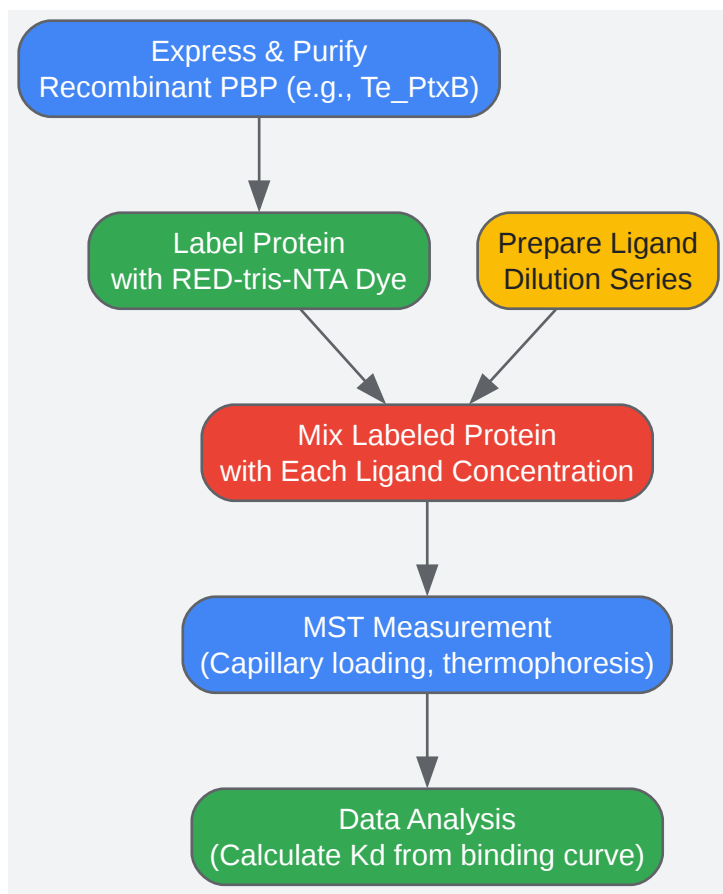 Express & Purify
Recombinant PBP (e.g., Te_PtxB)
Label Protein
with RED-tris-NTA Dye
Prepare Ligand
Dilution Series
Mix Labeled Protein
with Each Ligand Concentration
MST Measurement
(Capillary loading, thermophoresis)
Data Analysis
(Calculate Kd from binding curve)